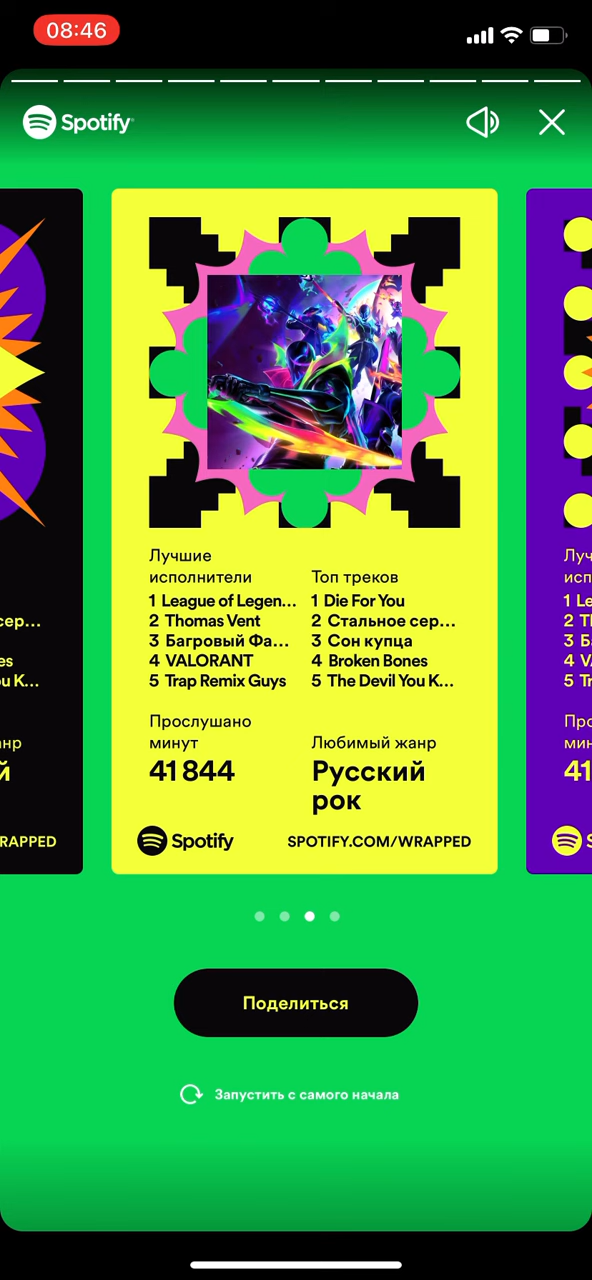 08:46
Spotify
Лучшие
исполнители
1 League of Legen...
2 Thomas Vent
3 Багровый Фа...
4 VALORANT
5 Trap Remix Guys
Топ треков
1 Die For You
2 Стальное сер...
3 Сон купца
4 Broken Bones
5 The Devil You K...
Прослушано
минут
41 844
Любимый жанр
Русский
рок
Spotify
SPOTIFY.COM/WRAPPED
Поделиться
Запустить с самого начала